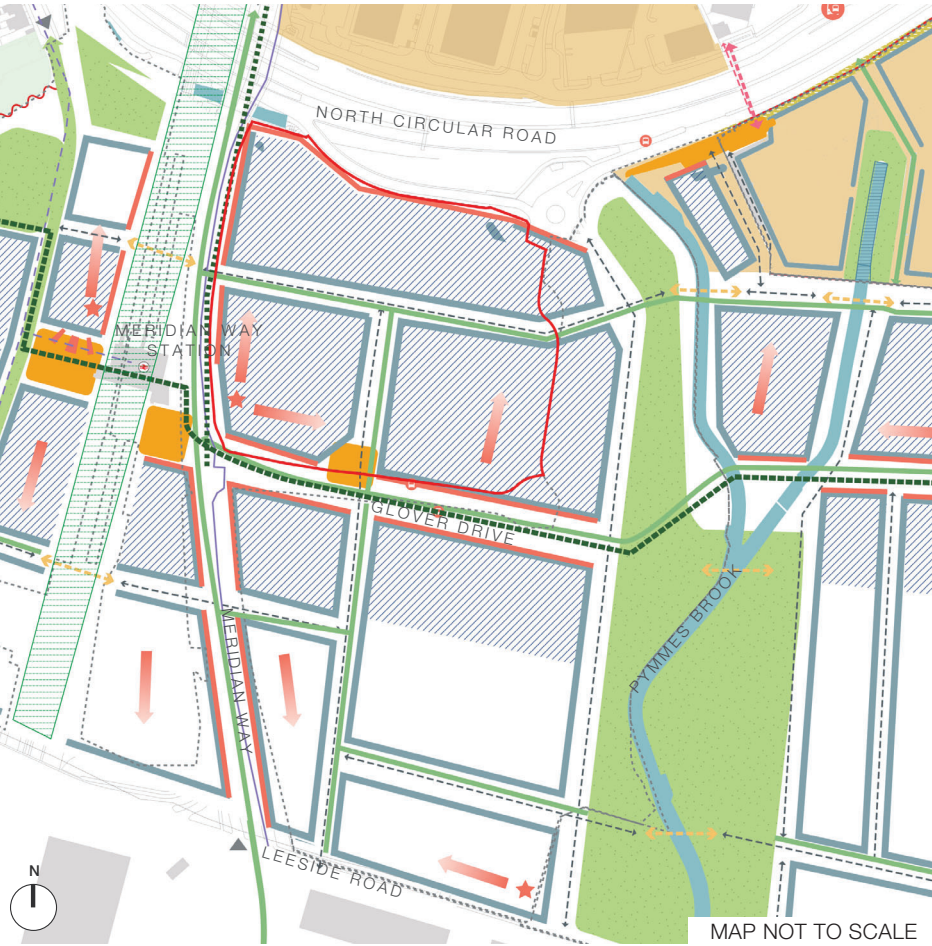 NORTH CIRCULAR ROAD
MERIDIAN WAY
STATION
GLOVER DRIVE
PYMMES BROOK
MERIDIAN WAY
LEESIDE ROAD
N
MAP NOT TO SCALE